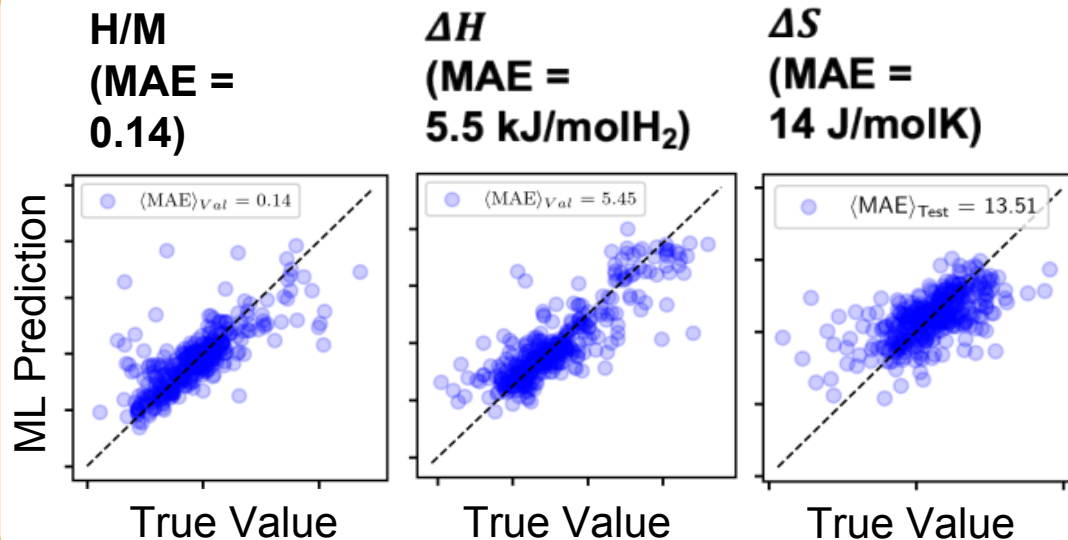 H/M
(MAE =
0.14)
ΔH
(MAE =
5.5 kJ/molH₂)
ΔS
(MAE =
14 J/molK)
ML Prediction
⟨MAE⟩Val = 0.14
⟨MAE⟩Val = 5.45
⟨MAE⟩Test = 13.51
True Value
True Value
True Value